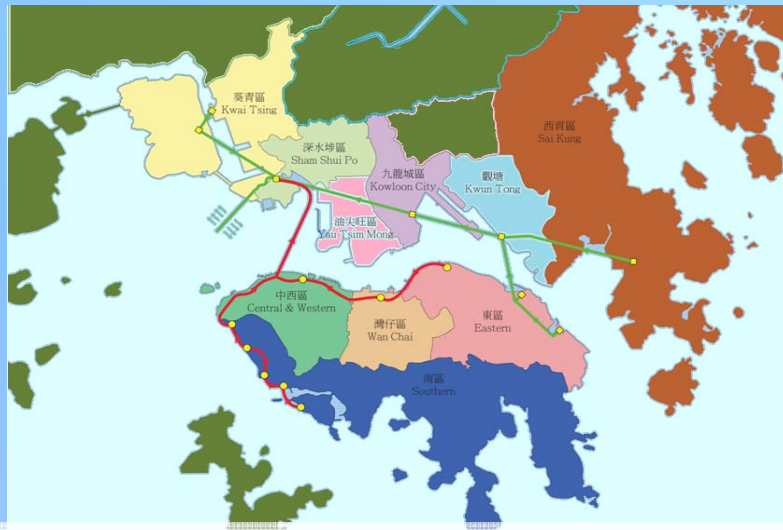 葵青區
Kwai Tsing
深水埗區
Sham Shui Po
西貢區
Sai Kung
九龍城區
Kowloon City
觀塘
Kwun Tong
油尖旺區
Yau Tsim Mong
中西區
Central & Western
灣仔區
Wan Chai
東區
Eastern
南區
Southern